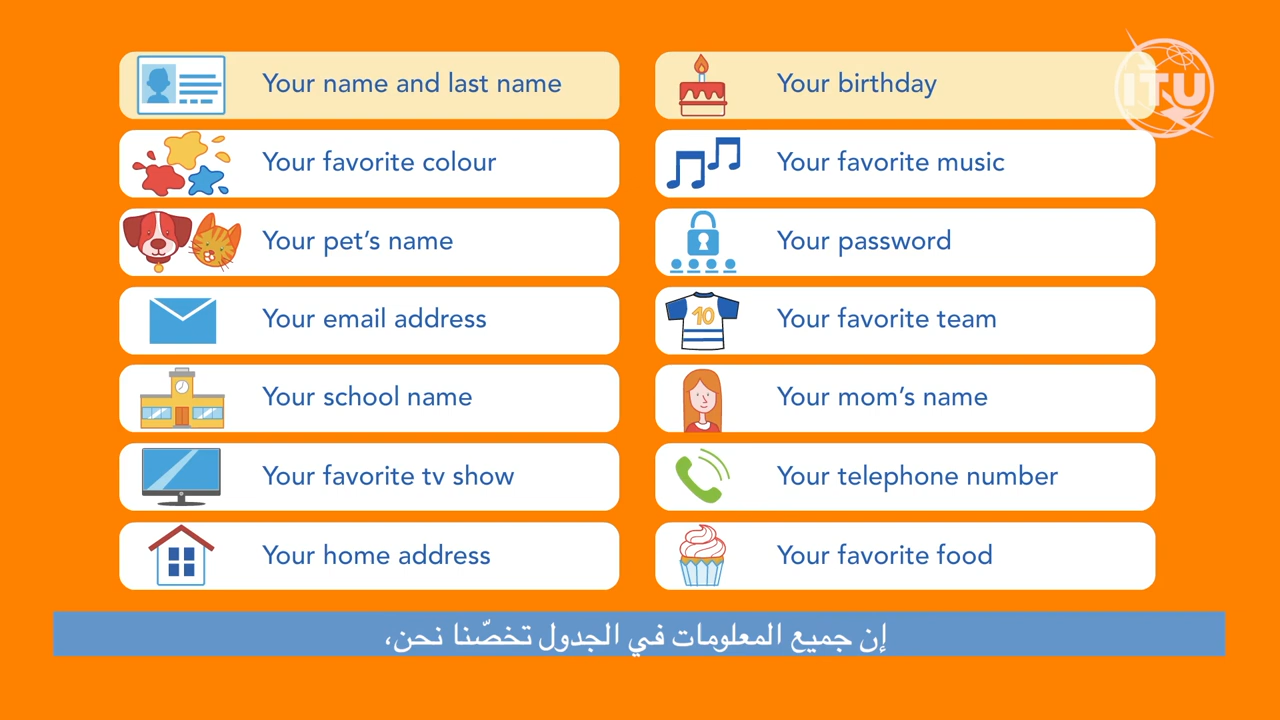 Your name and last name
Your birthday
ITU
Your favorite colour
Your favorite music
Your pet's name
Your password
Your email address
Your favorite team
10
Your school name
Your mom's name
Your favorite tv show
Your telephone number
Your home address
Your favorite food
إن جميع المعلومات في الجدول تخصّنا نحن،